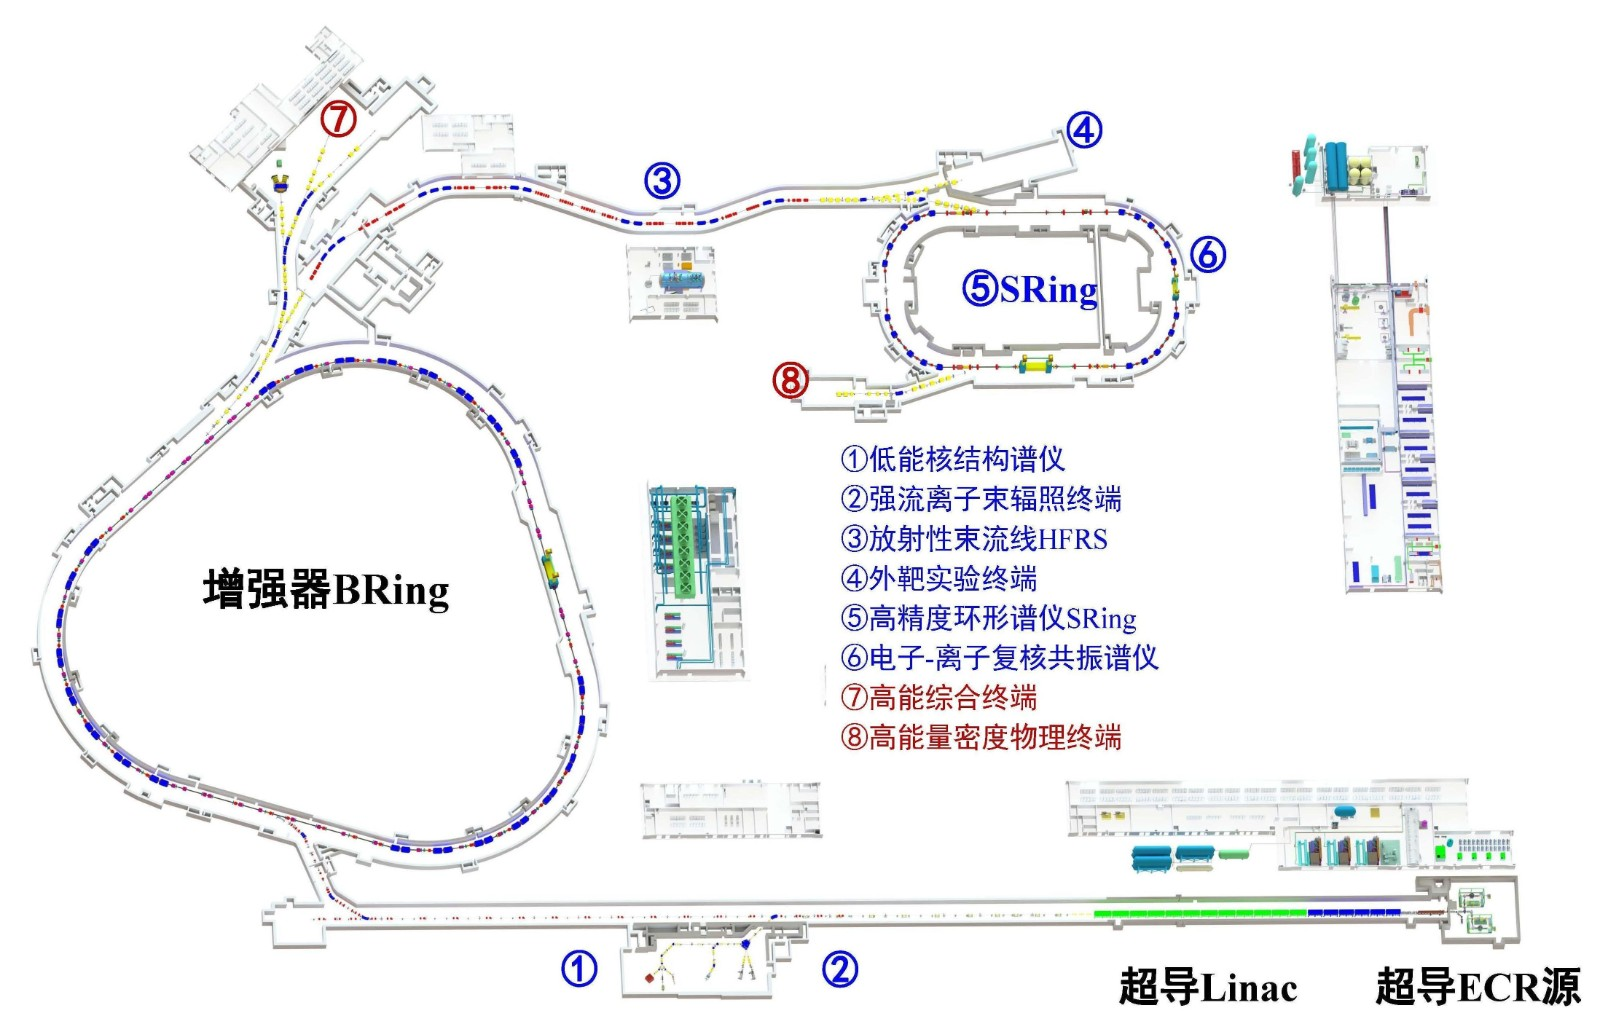 ⑦
④
③
⑥
⑤SRing
⑧
①低能核结构谱仪
②强流离子束辐照终端
③放射性束流线HFRS
④外靶实验终端
⑤高精度环形谱仪SRing
⑥电子-离子复核共振谱仪
⑦高能综合终端
⑧高能量密度物理终端
增强器BRing
①
②
超导Linac
超导ECR源